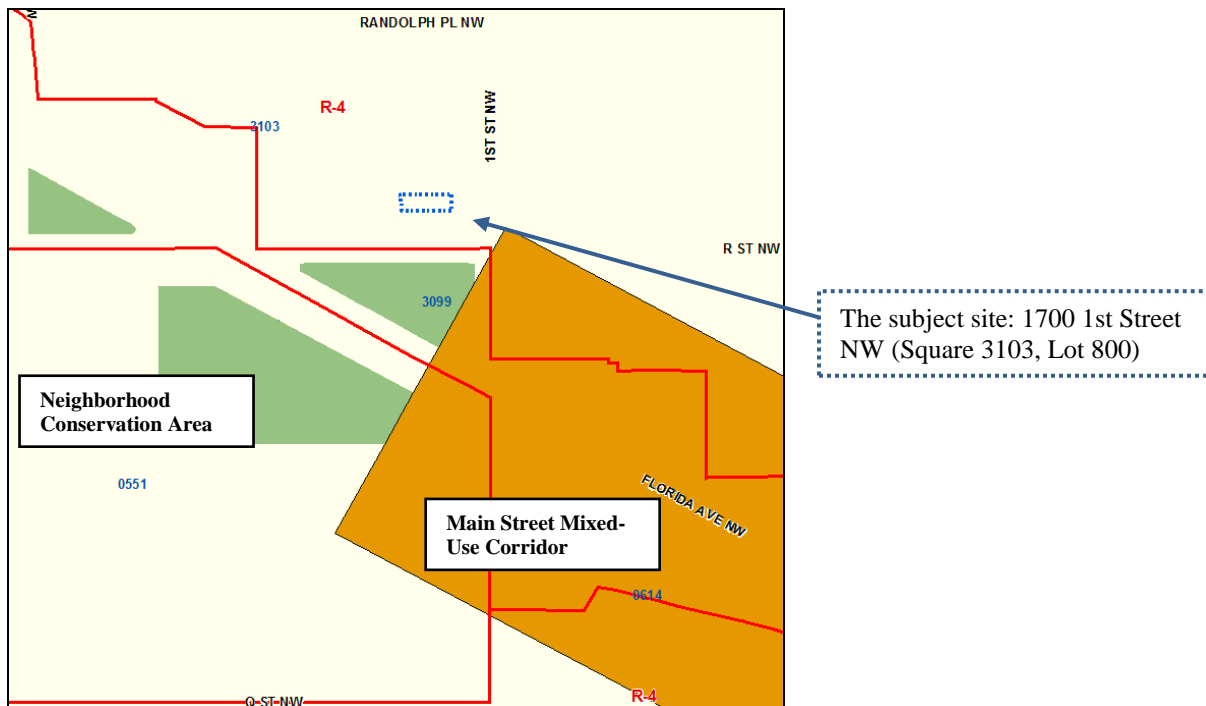 W
RANDOLPH PL NW
R-4
3103
1ST ST NW
R ST NW
3099
The subject site: 1700 1st Street
NW (Square 3103, Lot 800)
Neighborhood
Conservation Area
0551
FLORIDA AVE NW
Main Street Mixed-
Use Corridor
0614
R-4
Q ST NW